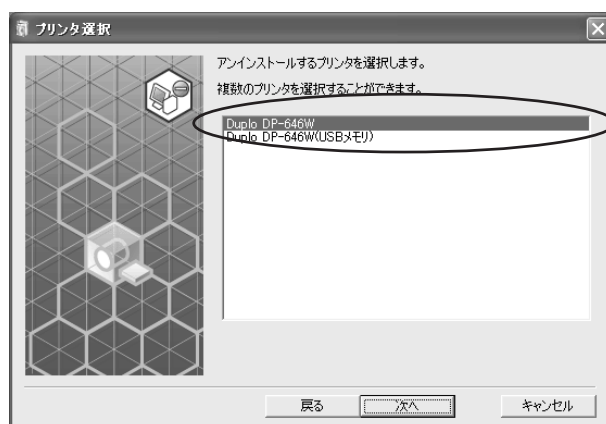 プリンタ選択
アンインストールするプリンタを選択します。
複数のプリンタを選択することができます。
Duplo DP-646W
Duplo DP-646W(USBメモリ)
戻る
次へ
キャンセル